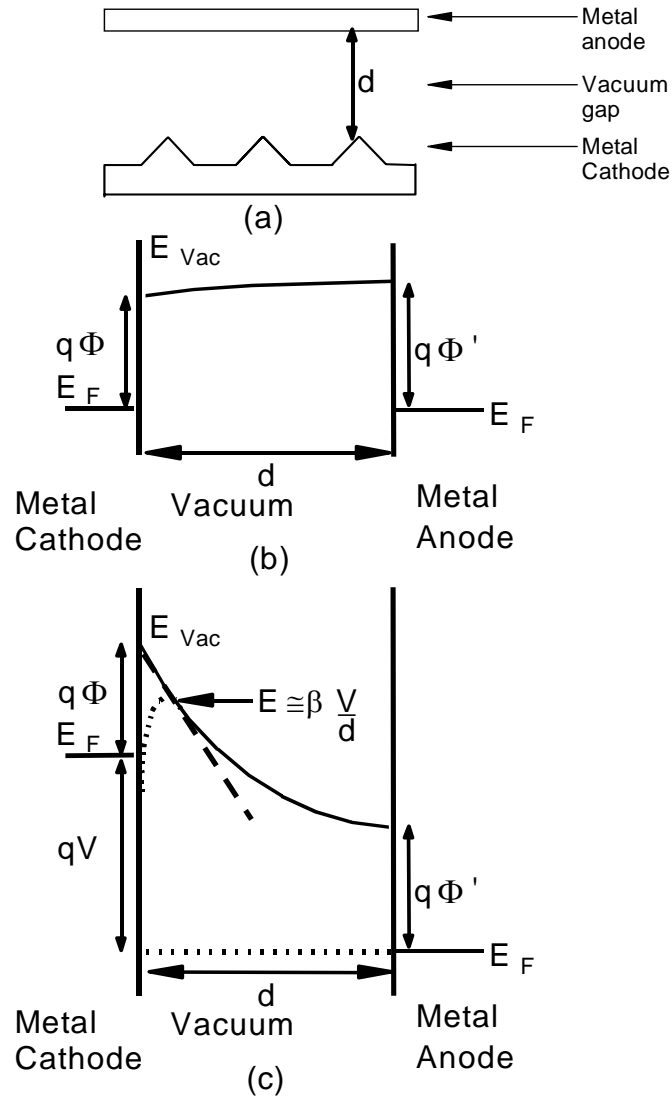 Metal
anode
d
Vacuum
gap
Metal
Cathode
(a)
E Vac
qΦ
E F
qΦ '
E F
d
Metal
Cathode
Vacuum
Metal
Anode
(b)
E Vac
qΦ
E F
E ≅β V/d
qV
qΦ '
E F
d
Metal
Cathode
Vacuum
Metal
Anode
(c)